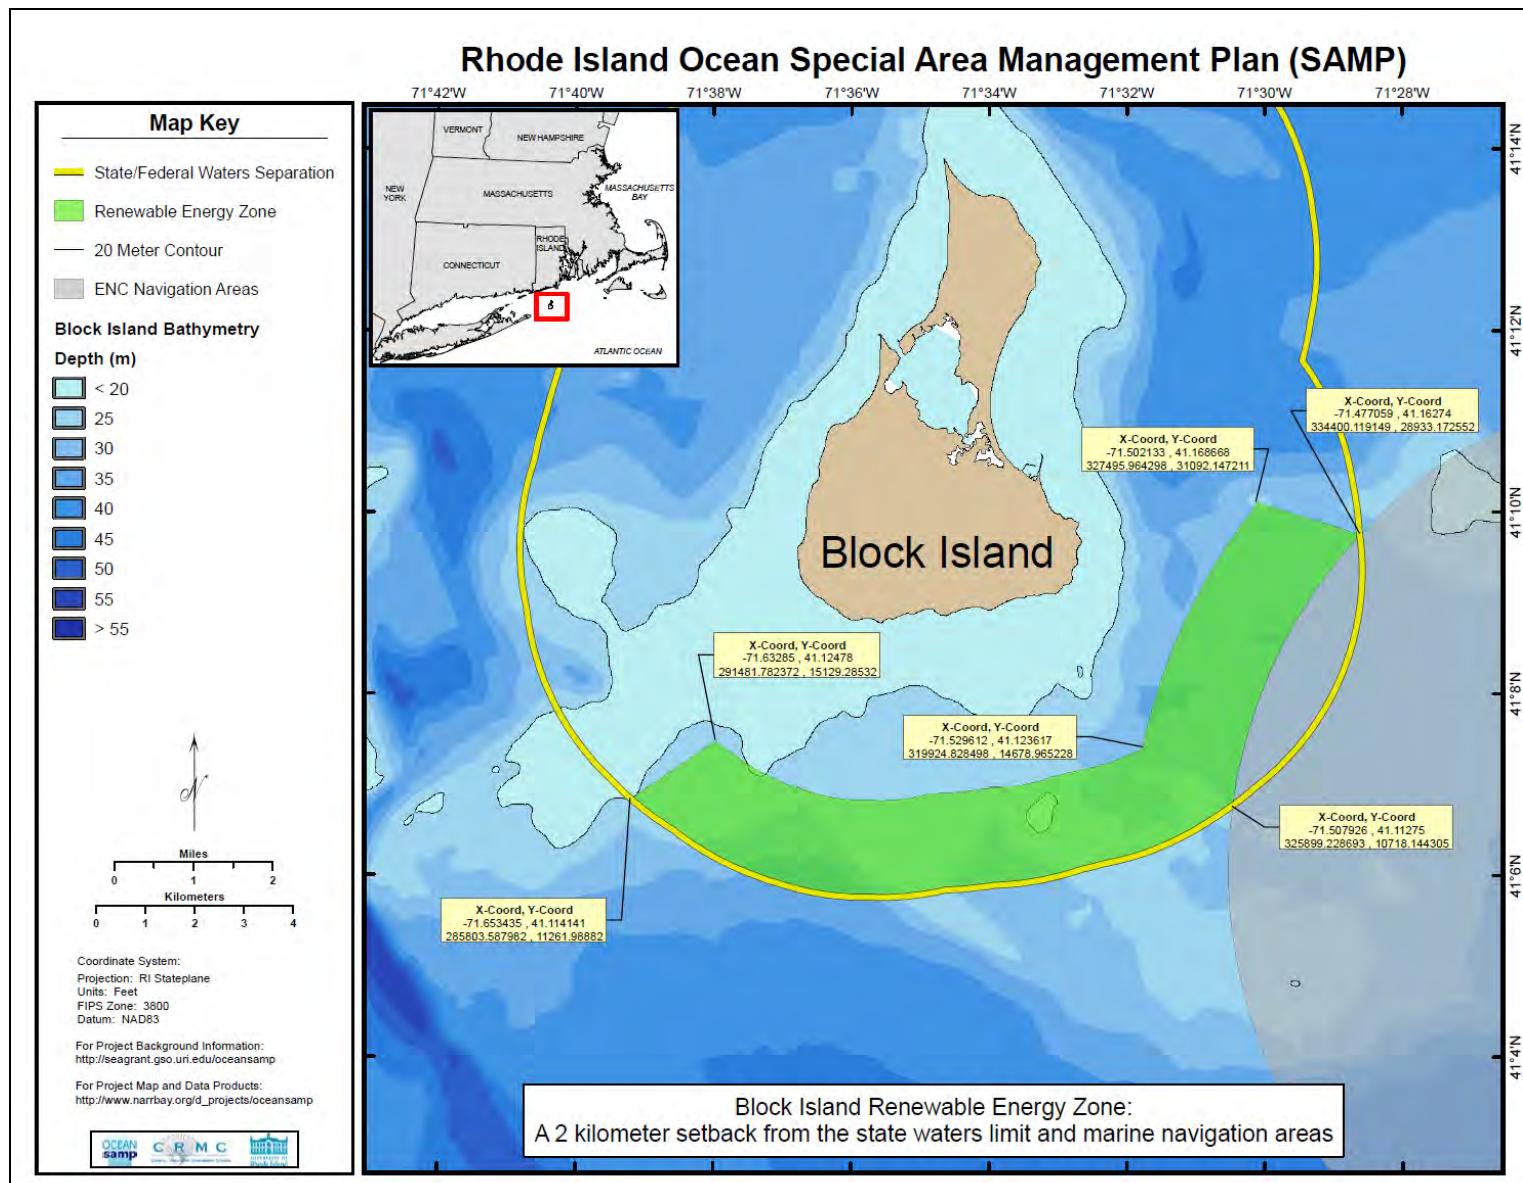 Rhode Island Ocean Special Area Management Plan (SAMP)
71°42'W 71°40'W 71°38'W 71°36'W 71°34'W 71°32'W 71°30'W 71°28'W
Map Key
State/Federal Waters Separation
Renewable Energy Zone
20 Meter Contour
ENC Navigation Areas
Block Island Bathymetry
Depth (m)
< 20
25
30
35
40
45
50
55
> 55
N
Miles
0 1 2
Kilometers
0 1 2 3 4
Coordinate System:
Projection: RI Stateplane
Units: Feet
FIPS Zone: 3800
Datum: NAD83
For Project Background Information:
http://seagrant.gso.uri.edu/oceansamp
For Project Map and Data Products:
http://www.narrbay.org/d_projects/oceansamp
OCEAN
samp
C R M C
VERMONT
NEW HAMPSHIRE
NEW
YORK
MASSACHUSETTS
MASSACHUSETTS
BAY
RHODE
ISLAND
CONNECTICUT
ATLANTIC OCEAN
41°14'N
41°12'N
41°10'N
41°8'N
41°6'N
41°4'N
X-Coord, Y-Coord
-71.477059 , 41.16274
334400.119149 , 28933.172552
X-Coord, Y-Coord
-71.502133 , 41.168668
327495.964298 , 31092.147211
Block Island
X-Coord, Y-Coord
-71.63285 , 41.12478
291481.782372 , 15129.28532
X-Coord, Y-Coord
-71.529612 , 41.123617
319924.828498 , 14678.965228
X-Coord, Y-Coord
-71.507926 , 41.11275
325899.228693 , 10718.144305
X-Coord, Y-Coord
-71.653435 , 41.114141
285803.587982 , 11261.98882
Block Island Renewable Energy Zone:
A 2 kilometer setback from the state waters limit and marine navigation areas